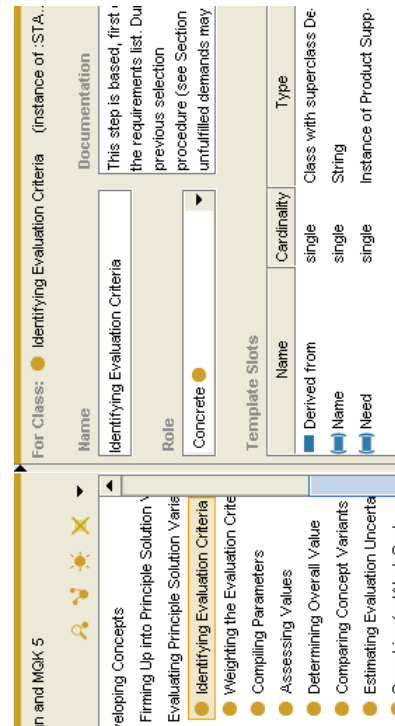 n and MQK 5
eloping Concepts
Firming Up into Principle Solution V
Evaluating Principle Solution Varia
Identifying Evaluation Criteria
Weighting the Evaluation Crite
Compiling Parameters
Assessing Values
Determining Overall Value
Comparing Concept Variants
Estimating Evaluation Uncerta
For Class: Identifying Evaluation Criteria (instance of :STA..
Name
Identifying Evaluation Criteria
Role
Concrete
Documentation
This step is based, first
the requirements list. Du
previous selection
procedure (see Section
unfulfilled demands may
Template Slots
Name Cardinality Type
Derived from single Class with superclass De
Name single String
Need single Instance of Product Supp